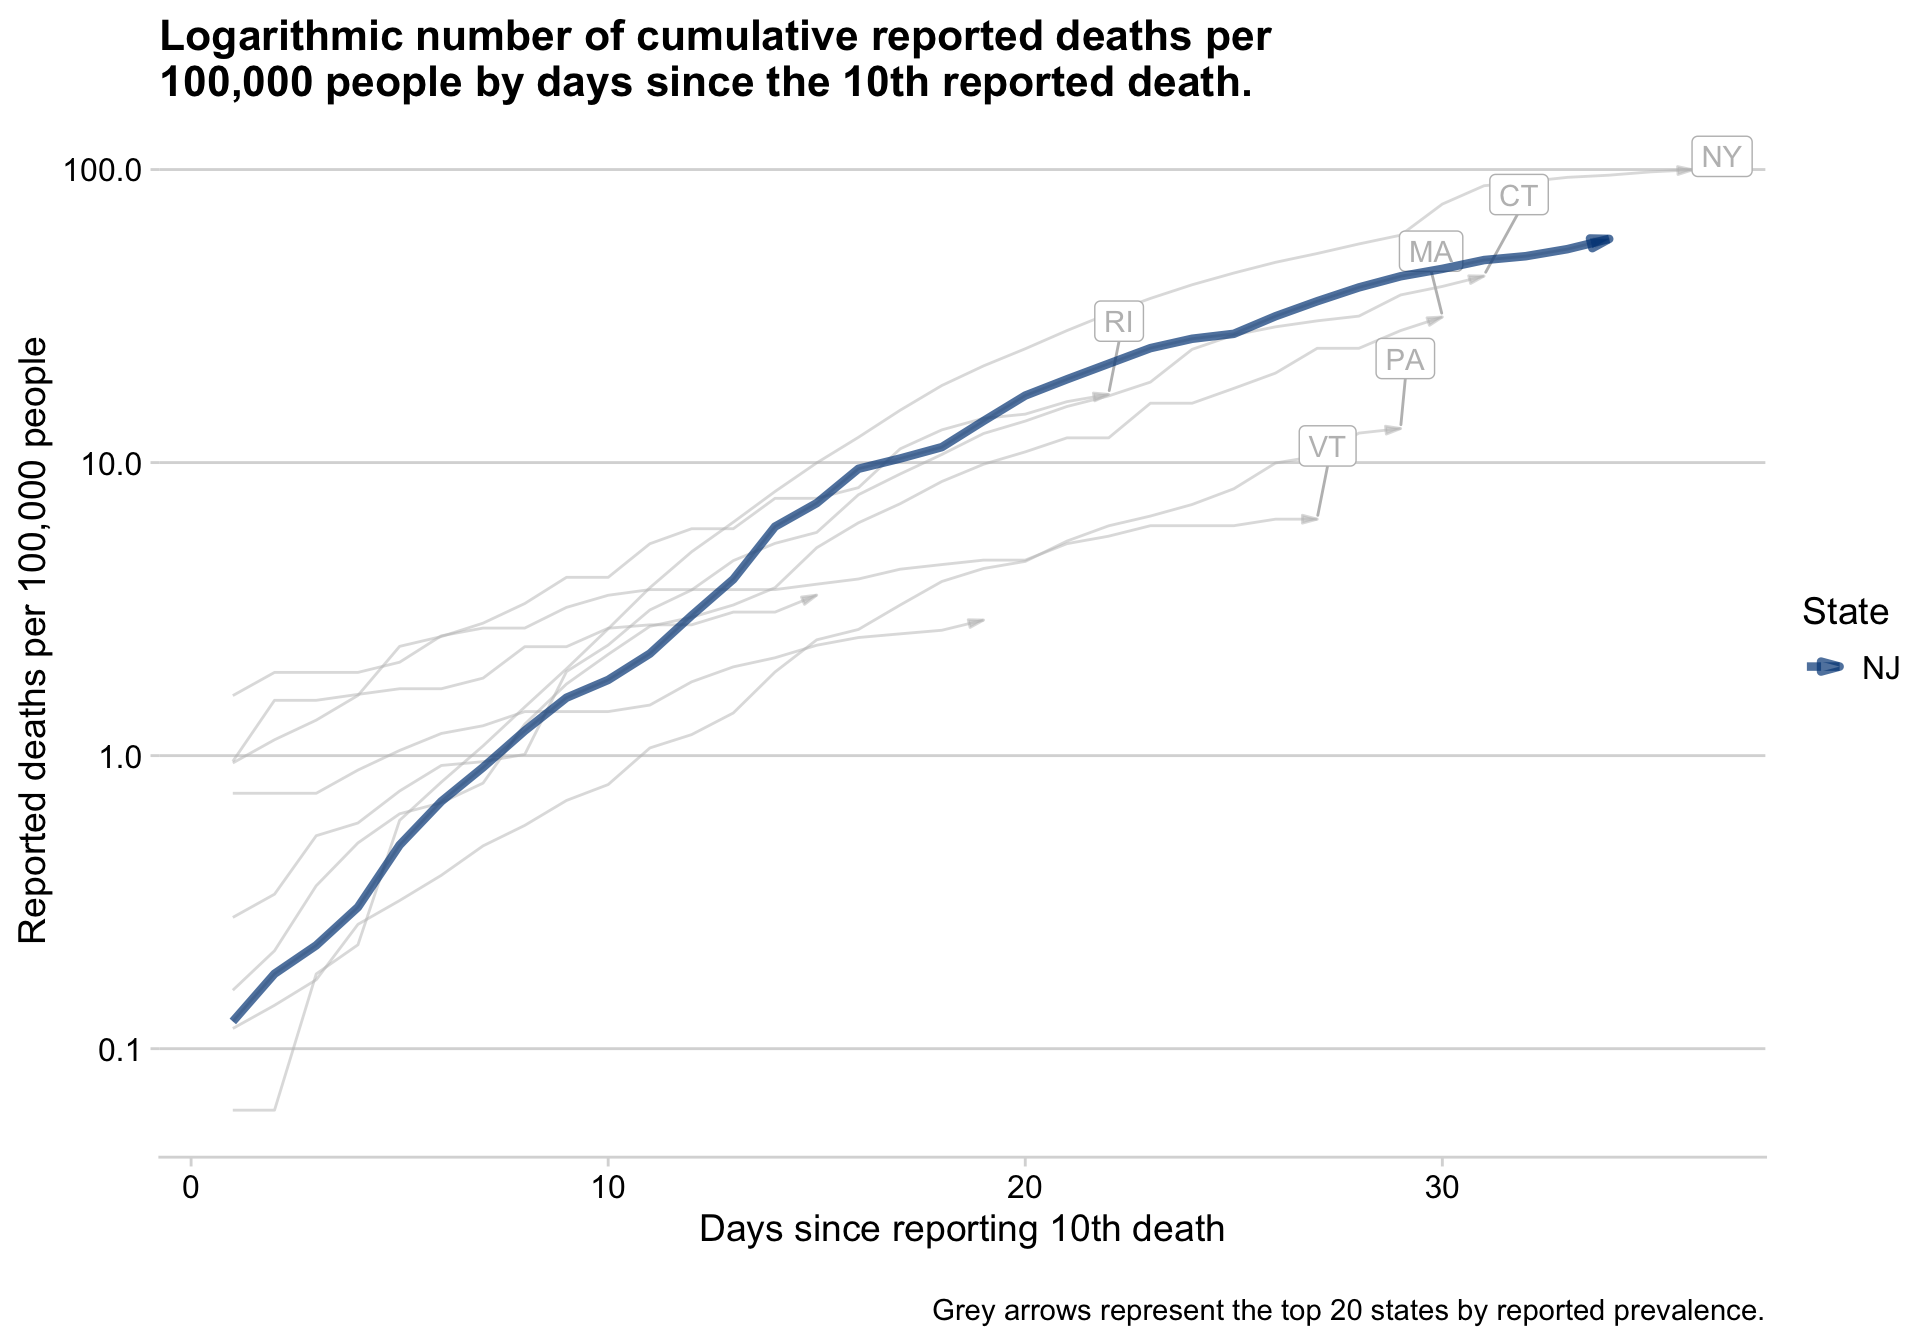 Logarithmic number of cumulative reported deaths per
100,000 people by days since the 10th reported death.
Reported deaths per 100,000 people
100.0
10.0
1.0
0.1
NY
CT
MA
RI
PA
VT
State
NJ
0
10
20
30
Days since reporting 10th death
Grey arrows represent the top 20 states by reported prevalence.